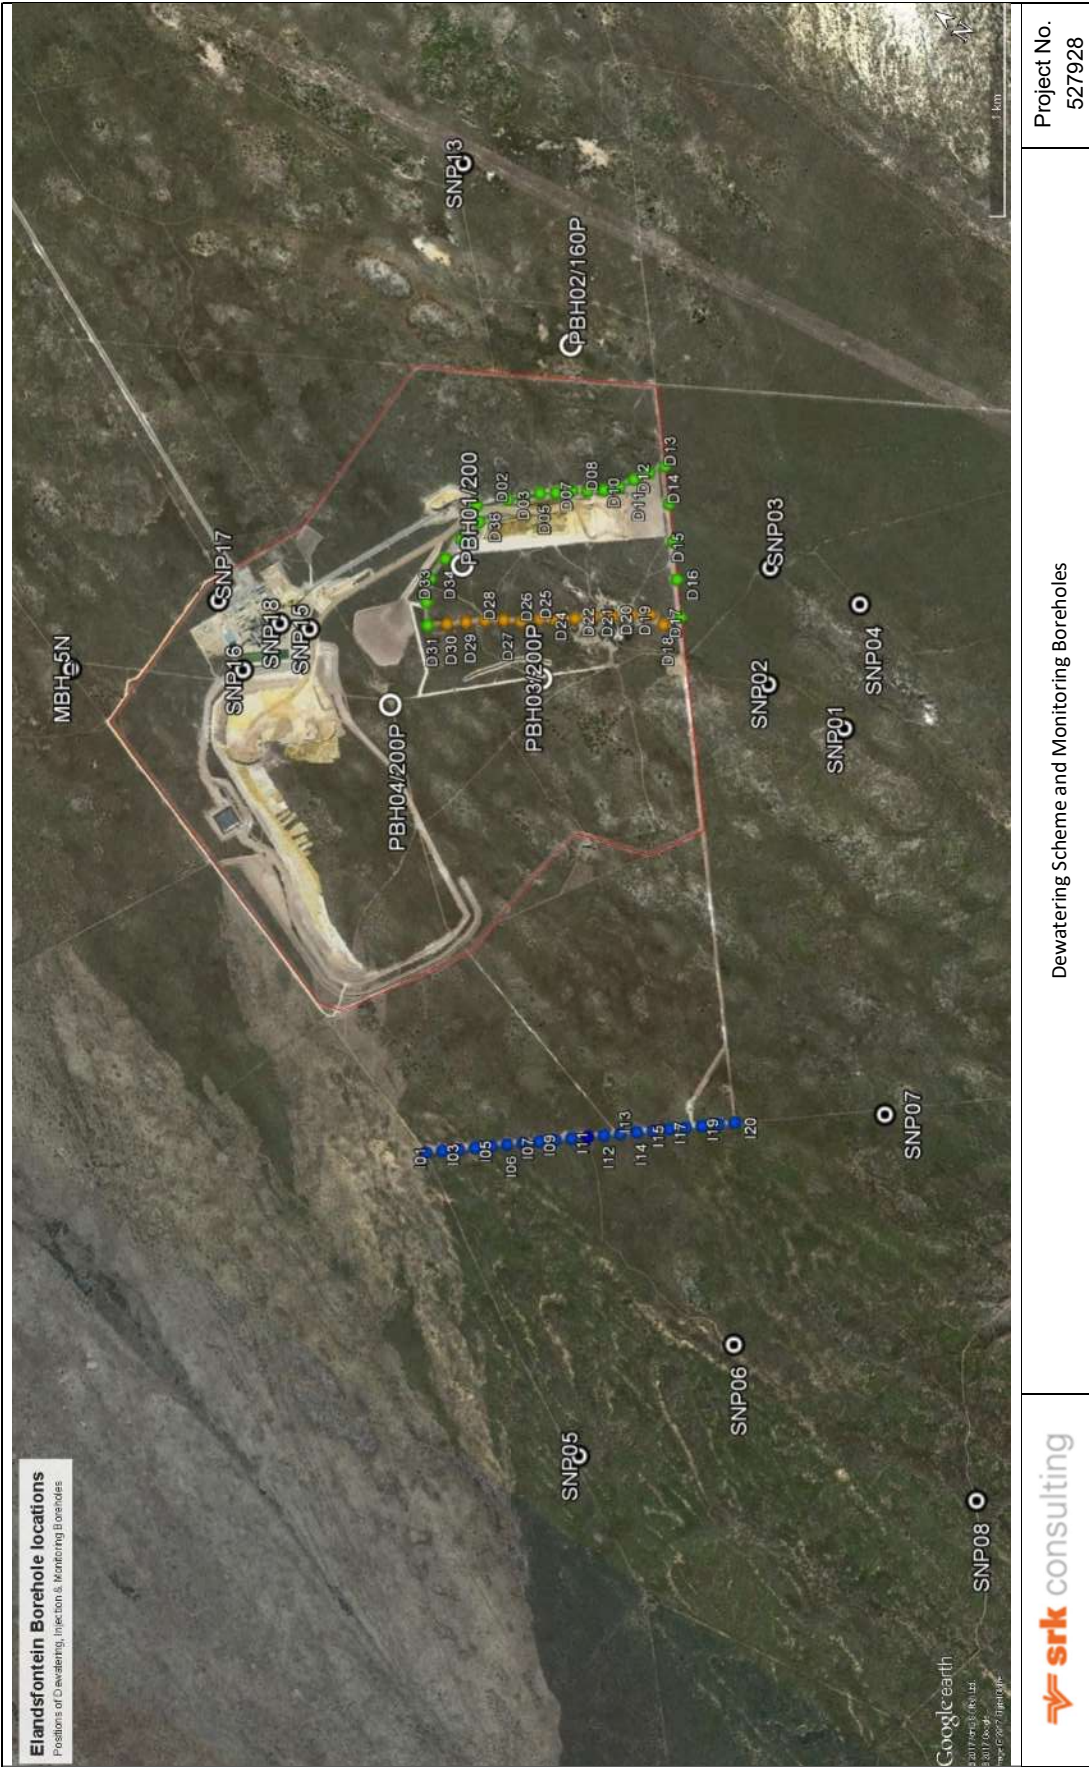 Elandsfontein Borehole locations
Positions of Dewatering, Injection & Monitoring Boreholes
MBH_5N
SNP17
SNP18
SNP16
SNP15
SNP13
PBH02/160P
PBH01/200
PBH04/200P
PBH03/200P
D33
D34
D36
D02
D03
D05
D07
D08
D10
D11
D12
D13
D14
D15
D16
D17
D18
D19
D20
D21
D22
D24
D25
D26
D27
D28
D29
D30
D31
SNP03
SNP04
SNP02
SNP01
I01
I03
I05
I06
I07
I09
I11
I12
I13
I14
I15
I17
I19
I20
SNP07
SNP05
SNP06
SNP08
Google earth
© 2017 Google
N
1 km
srk consulting
Dewatering Scheme and Monitoring Boreholes
Project No.
527928